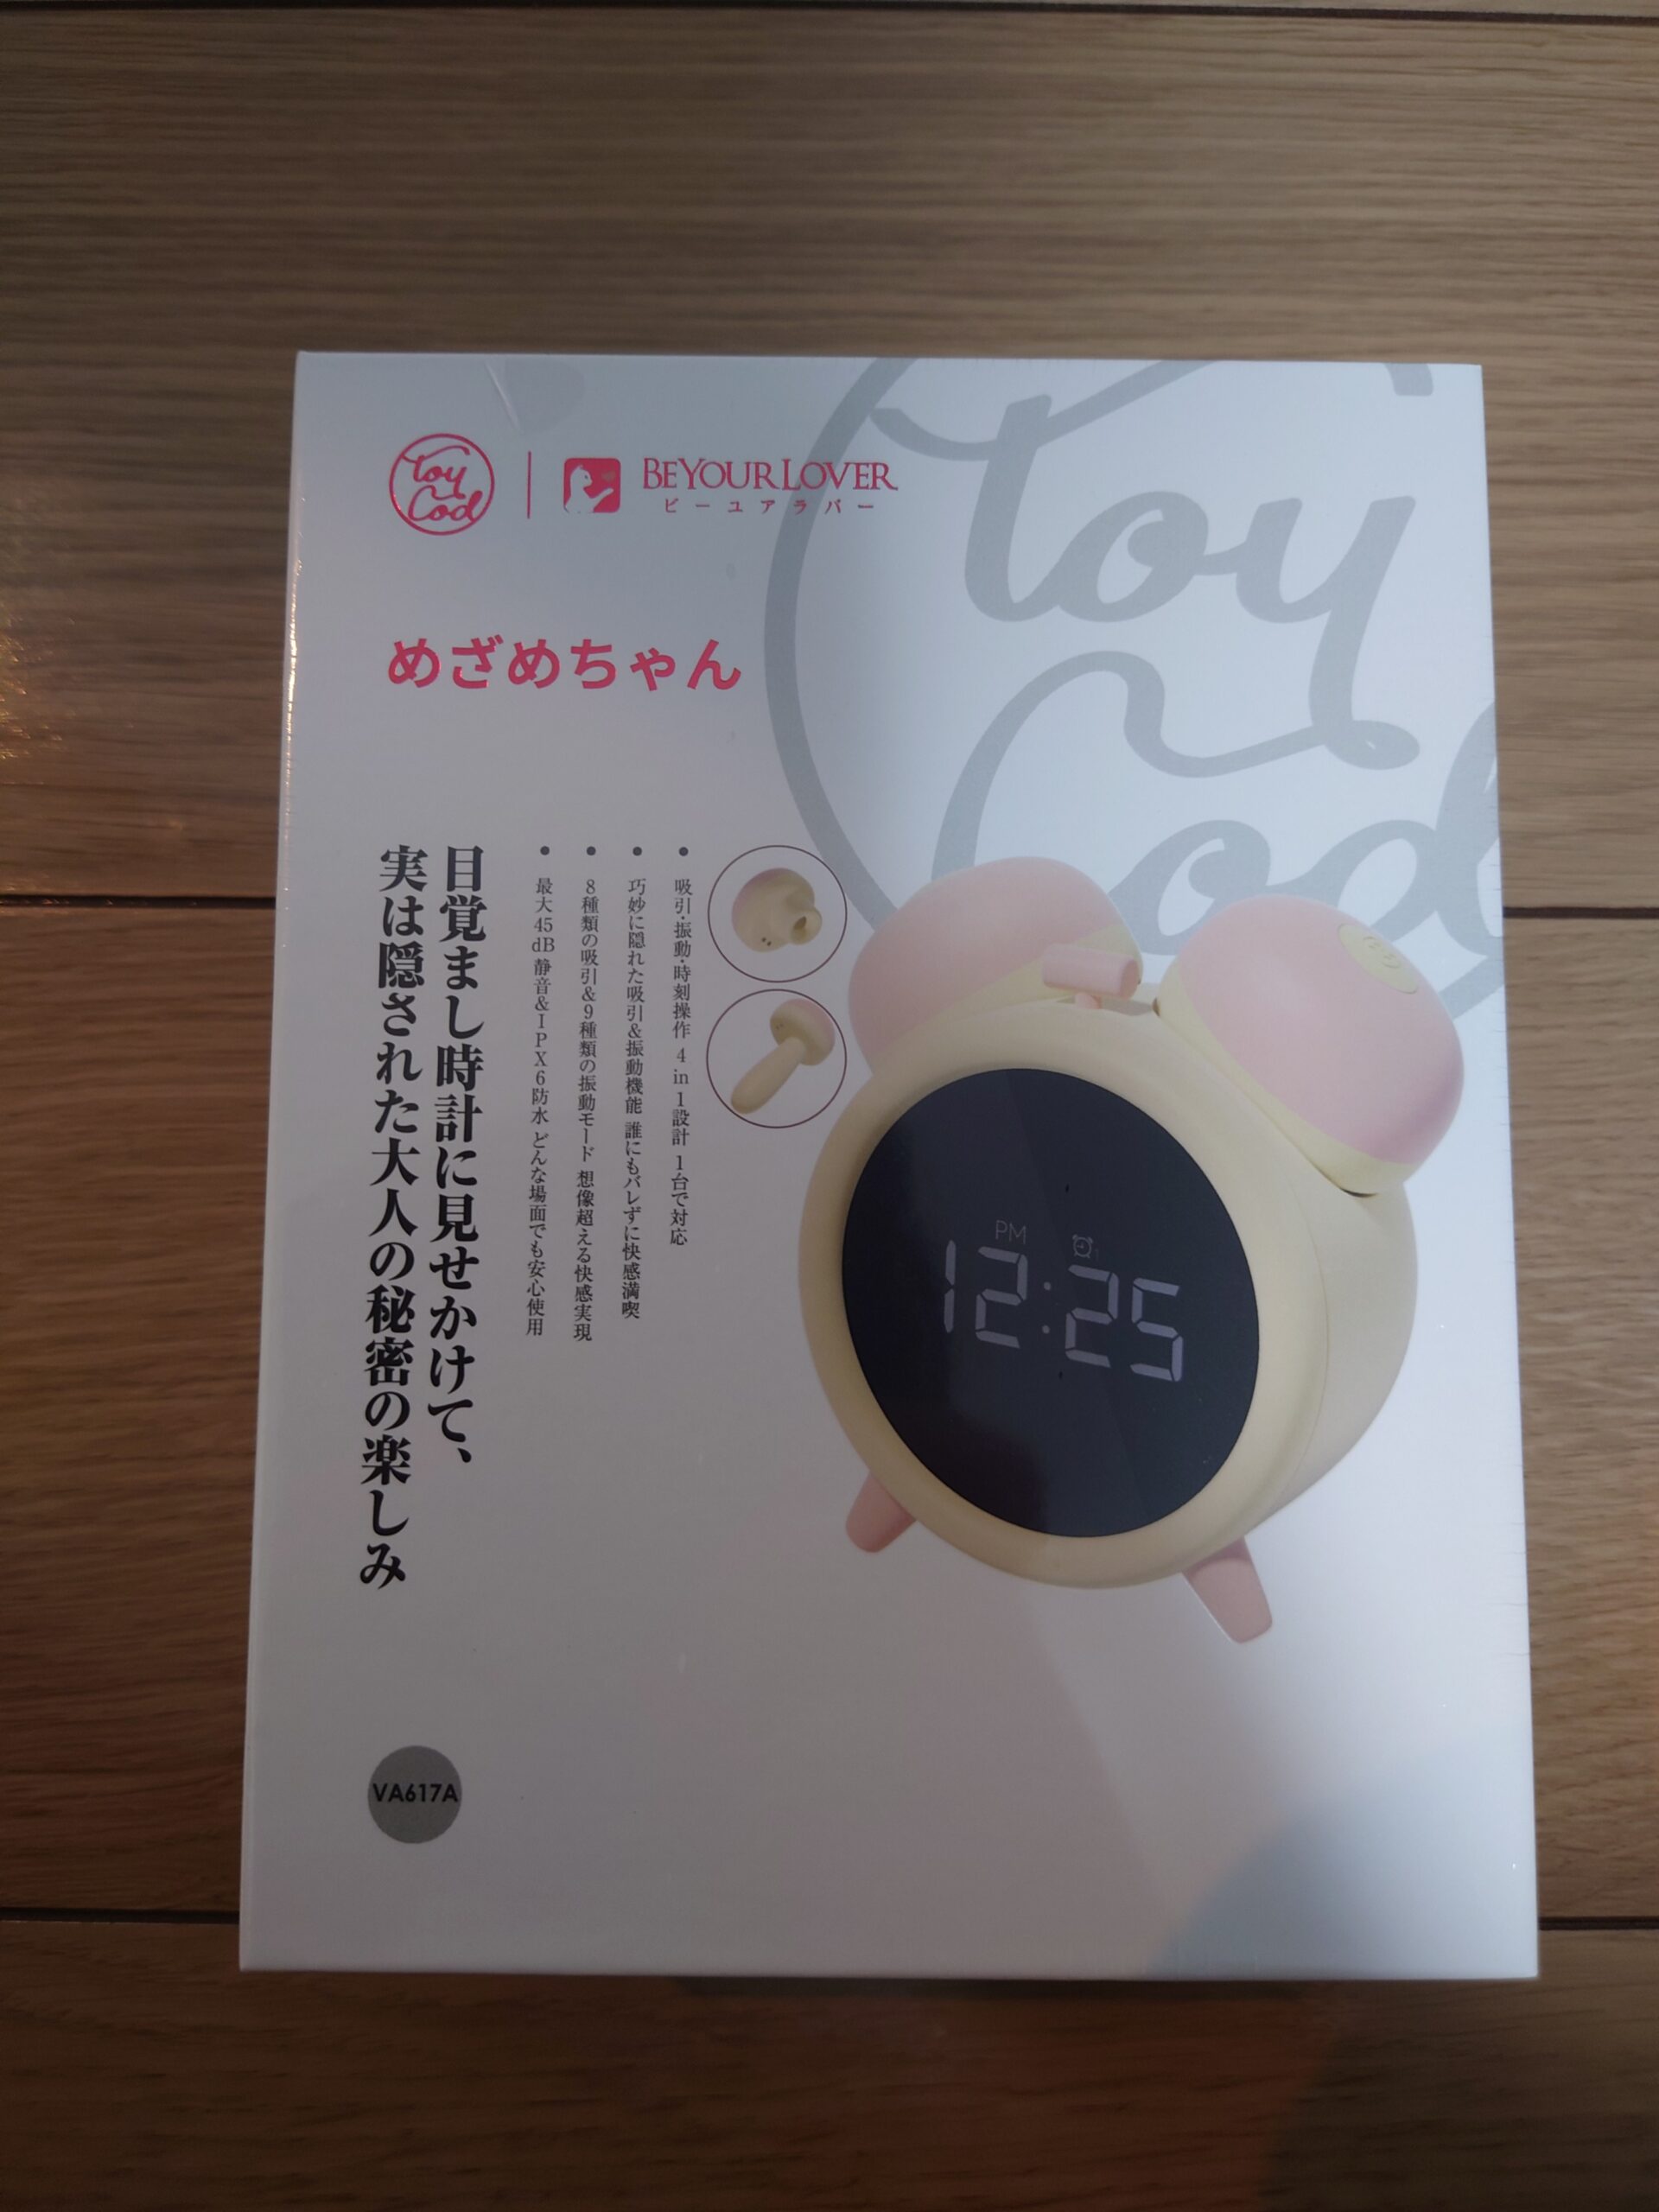 Toy Cod
BEYOURLOVER
ビーユアラバー
Toy
Cod
めざめちゃん
目覚まし時計に見せかけて、
実は隠された大人の秘密の楽しみ
• 吸引・振動・時刻操作 4 in 1設計 1台で対応
• 巧妙に隠れた吸引&振動機能 誰にもバレずに快感満喫
• 8種類の吸引&9種類の振動モード 想像超える快感実現
• 最大45dB 静音&IPX6防水 どんな場面でも安心使用
PM
12:25
VA617A